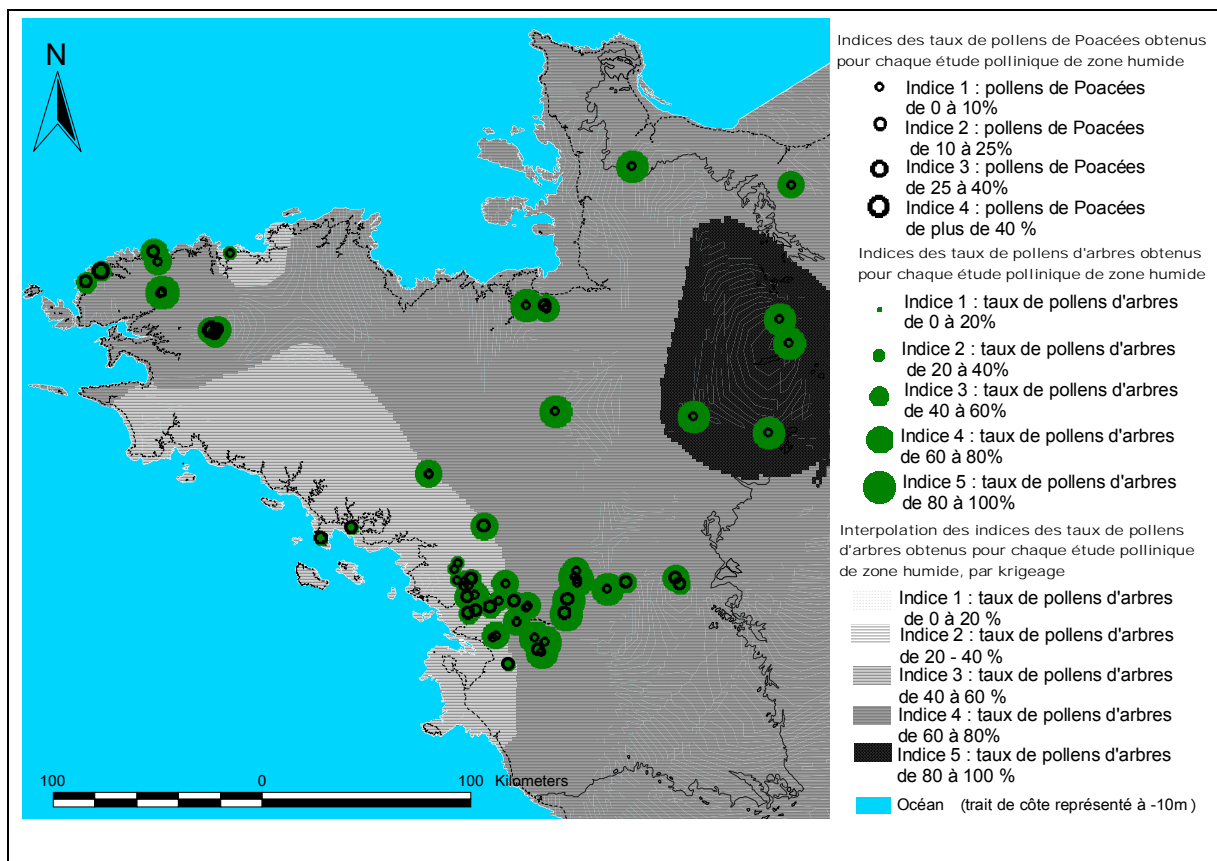 N
Indices des taux de pollens de Poacées obtenus
pour chaque étude pollinique de zone humide
Indice 1 : pollens de Poacées
de 0 à 10%
Indice 2 : pollens de Poacées
de 10 à 25%
Indice 3 : pollens de Poacées
de 25 à 40%
Indice 4 : pollens de Poacées
de plus de 40 %
Indices des taux de pollens d'arbres obtenus
pour chaque étude pollinique de zone humide
Indice 1 : taux de pollens d'arbres
de 0 à 20%
Indice 2 : taux de pollens d'arbres
de 20 à 40%
Indice 3 : taux de pollens d'arbres
de 40 à 60%
Indice 4 : taux de pollens d'arbres
de 60 à 80%
Indice 5 : taux de pollens d'arbres
de 80 à 100%
Interpolation des indices des taux de pollens
d'arbres obtenus pour chaque étude pollinique
de zone humide, par krigeage
Indice 1 : taux de pollens d'arbres
de 0 à 20 %
Indice 2 : taux de pollens d'arbres
de 20 - 40 %
Indice 3 : taux de pollens d'arbres
de 40 à 60 %
Indice 4 : taux de pollens d'arbres
de 60 à 80%
Indice 5 : taux de pollens d'arbres
de 80 à 100 %
Océan (trait de côte représenté à -10m )
100 0 100 Kilometers